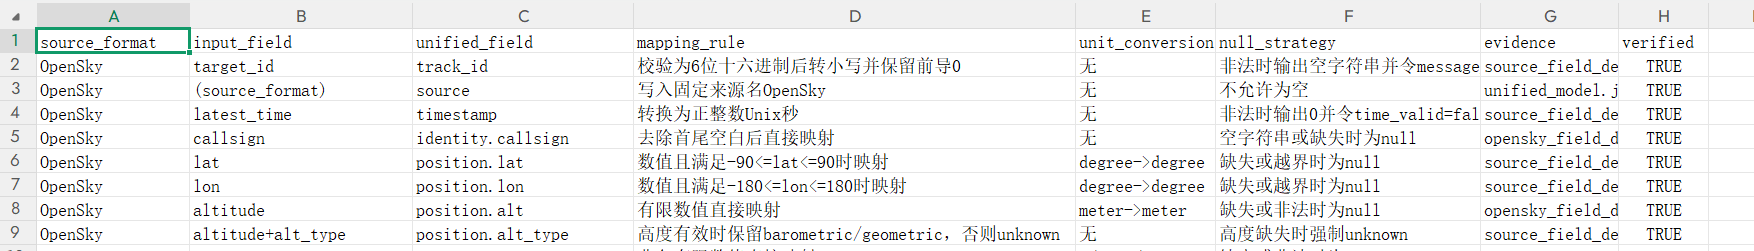 A B C D E F G H
1 source_format input_field unified_field mapping_rule unit_conversion null_strategy evidence verified
2 OpenSky target_id track_id 校验为6位十六进制后转小写并保留前导0 无 非法时输出空字符串并令message source_field_de TRUE
3 OpenSky (source_format) source 写入固定来源名OpenSky 无 不允许为空 unified_model.j TRUE
4 OpenSky latest_time timestamp 转换为正整数Unix秒 无 非法时输出0并令time_valid=fal source_field_de TRUE
5 OpenSky callsign identity.callsign 去除首尾空白后直接映射 无 空字符串或缺失时为null opensky_field_d TRUE
6 OpenSky lat position.lat 数值且满足-90<=lat<=90时映射 degree->degree 缺失或越界时为null source_field_de TRUE
7 OpenSky lon position.lon 数值且满足-180<=lon<=180时映射 degree->degree 缺失或越界时为null source_field_de TRUE
8 OpenSky altitude position.alt 有限数值直接映射 meter->meter 缺失或非法时为null opensky_field_d TRUE
9 OpenSky altitude+alt_type position.alt_type 高度有效时保留barometric/geometric，否则unknown 无 高度缺失时强制unknown source_field_de TRUE